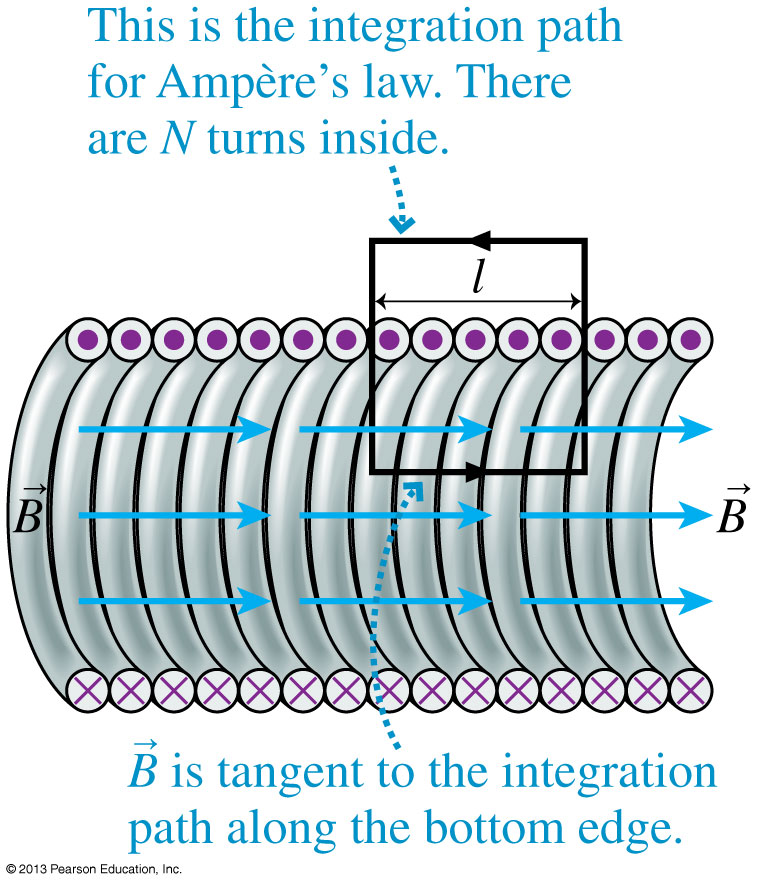 This is the integration path
for Ampère's law. There
are N turns inside.
l
B⃗
B⃗
B⃗ is tangent to the integration
path along the bottom edge.
© 2013 Pearson Education, Inc.